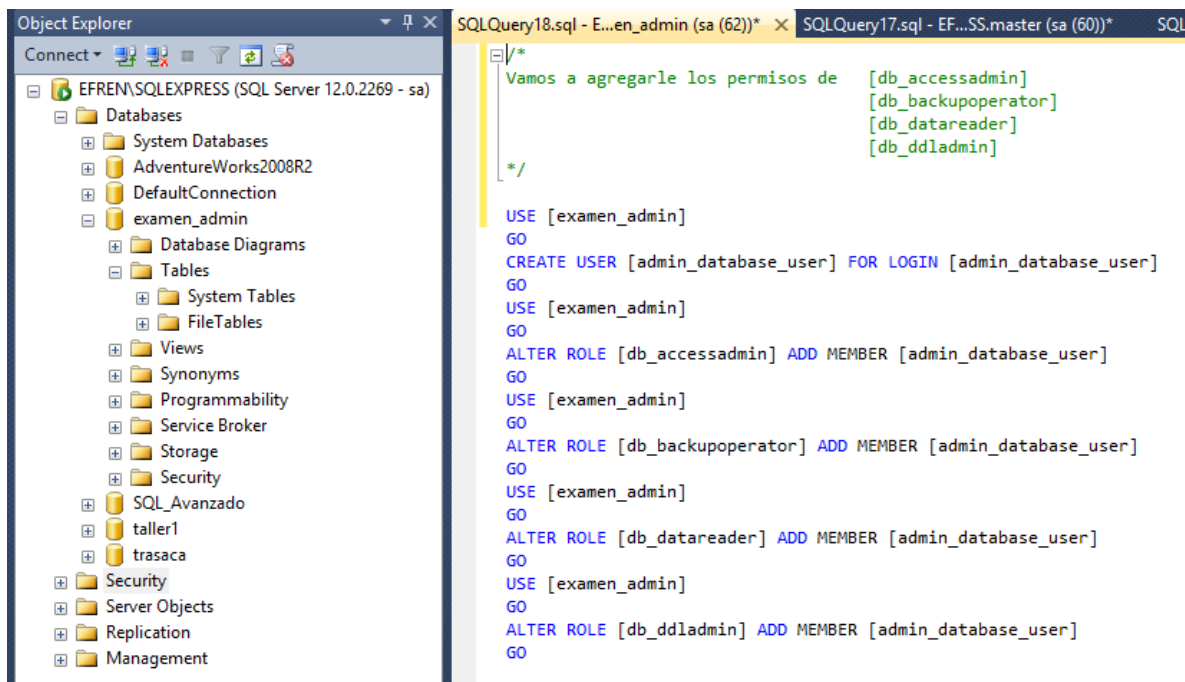 Object Explorer
Connect
EFREN\SQLEXPRESS (SQL Server 12.0.2269 - sa)
Databases
System Databases
AdventureWorks2008R2
DefaultConnection
examen_admin
Database Diagrams
Tables
System Tables
FileTables
Views
Synonyms
Programmability
Service Broker
Storage
Security
SQL_Avanzado
taller1
trasaca
Security
Server Objects
Replication
Management
SQLQuery18.sql - E...en_admin (sa (62))* SQLQuery17.sql - EF...SS.master (sa (60))* SQL
/*
Vamos a agregarle los permisos de [db_accessadmin]
[db_backupoperator]
[db_datareader]
[db_ddladmin]
*/
USE [examen_admin]
GO
CREATE USER [admin_database_user] FOR LOGIN [admin_database_user]
GO
USE [examen_admin]
GO
ALTER ROLE [db_accessadmin] ADD MEMBER [admin_database_user]
GO
USE [examen_admin]
GO
ALTER ROLE [db_backupoperator] ADD MEMBER [admin_database_user]
GO
USE [examen_admin]
GO
ALTER ROLE [db_datareader] ADD MEMBER [admin_database_user]
GO
USE [examen_admin]
GO
ALTER ROLE [db_ddladmin] ADD MEMBER [admin_database_user]
GO